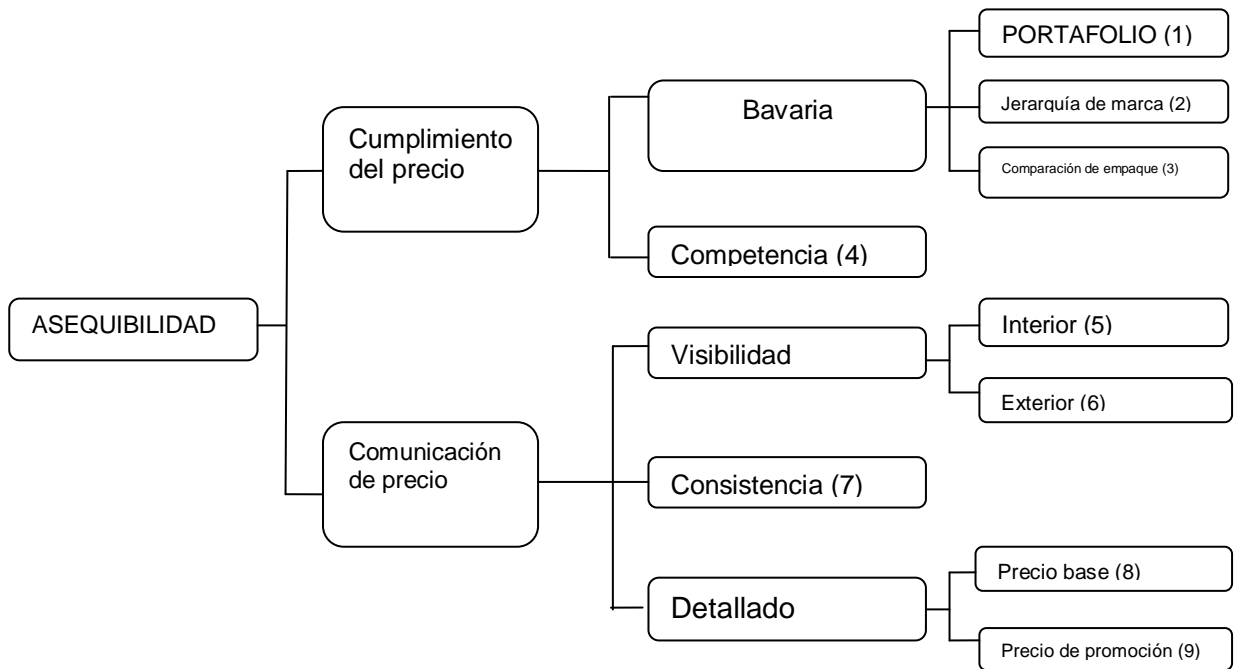 PORTAFOLIO (1)
Bavaria
Jerarquía de marca (2)
Cumplimiento
del precio
Comparación de empaque (3)
Competencia (4)
ASEQUIBILIDAD
Interior (5)
Visibilidad
Exterior (6)
Comunicación
de precio
Consistencia (7)
Precio base (8)
Detallado
Precio de promoción (9)